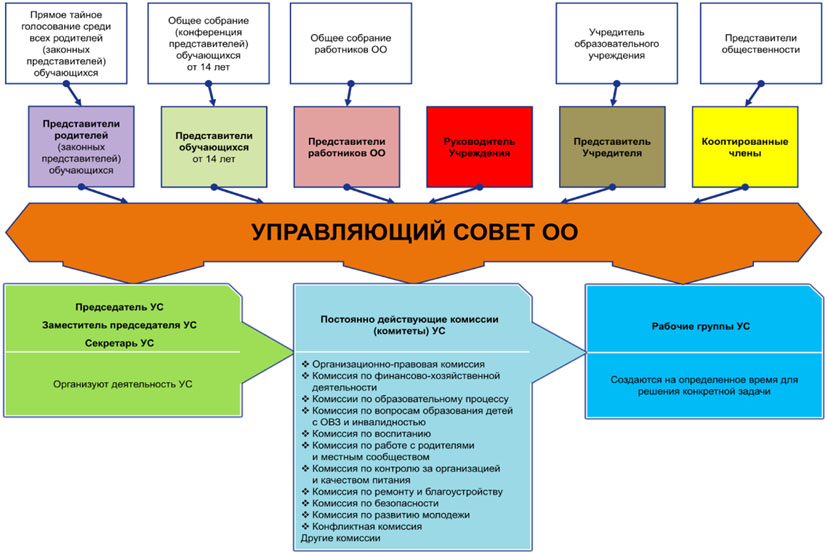 Прямое тайное
голосование среди
всех родителей
(законных
представителей)
обучающихся
Общее собрание
(конференция
представителей)
обучающихся
от 14 лет
Общее собрание
работников ОО
Учредитель
образовательного
учреждения
Представители
общественности
Представители
родителей
(законных
представителей)
обучающихся
Представители
обучающихся
от 14 лет
Представители
работников ОО
Руководитель
Учреждения
Представитель
Учредителя
Кооптированные
члены
УПРАВЛЯЮЩИЙ СОВЕТ ОО
Председатель УС
Заместитель председателя УС
Секретарь УС
Организуют деятельность УС
Постоянно действующие комиссии
(комитеты) УС
❖ Организационно-правовая комиссия
❖ Комиссия по финансово-хозяйственной
деятельности
❖ Комиссии по образовательному процессу
❖ Комиссия по вопросам образования детей
с ОВЗ и инвалидностью
❖ Комиссия по воспитанию
❖ Комиссия по работе с родителями
и местным сообществом
❖ Комиссия по контролю за организацией
и качеством питания
❖ Комиссия по ремонту и благоустройству
❖ Комиссия по безопасности
❖ Комиссия по развитию молодежи
❖ Конфликтная комиссия
Другие комиссии
Рабочие группы УС
Создаются на определенное время для
решения конкретной задачи